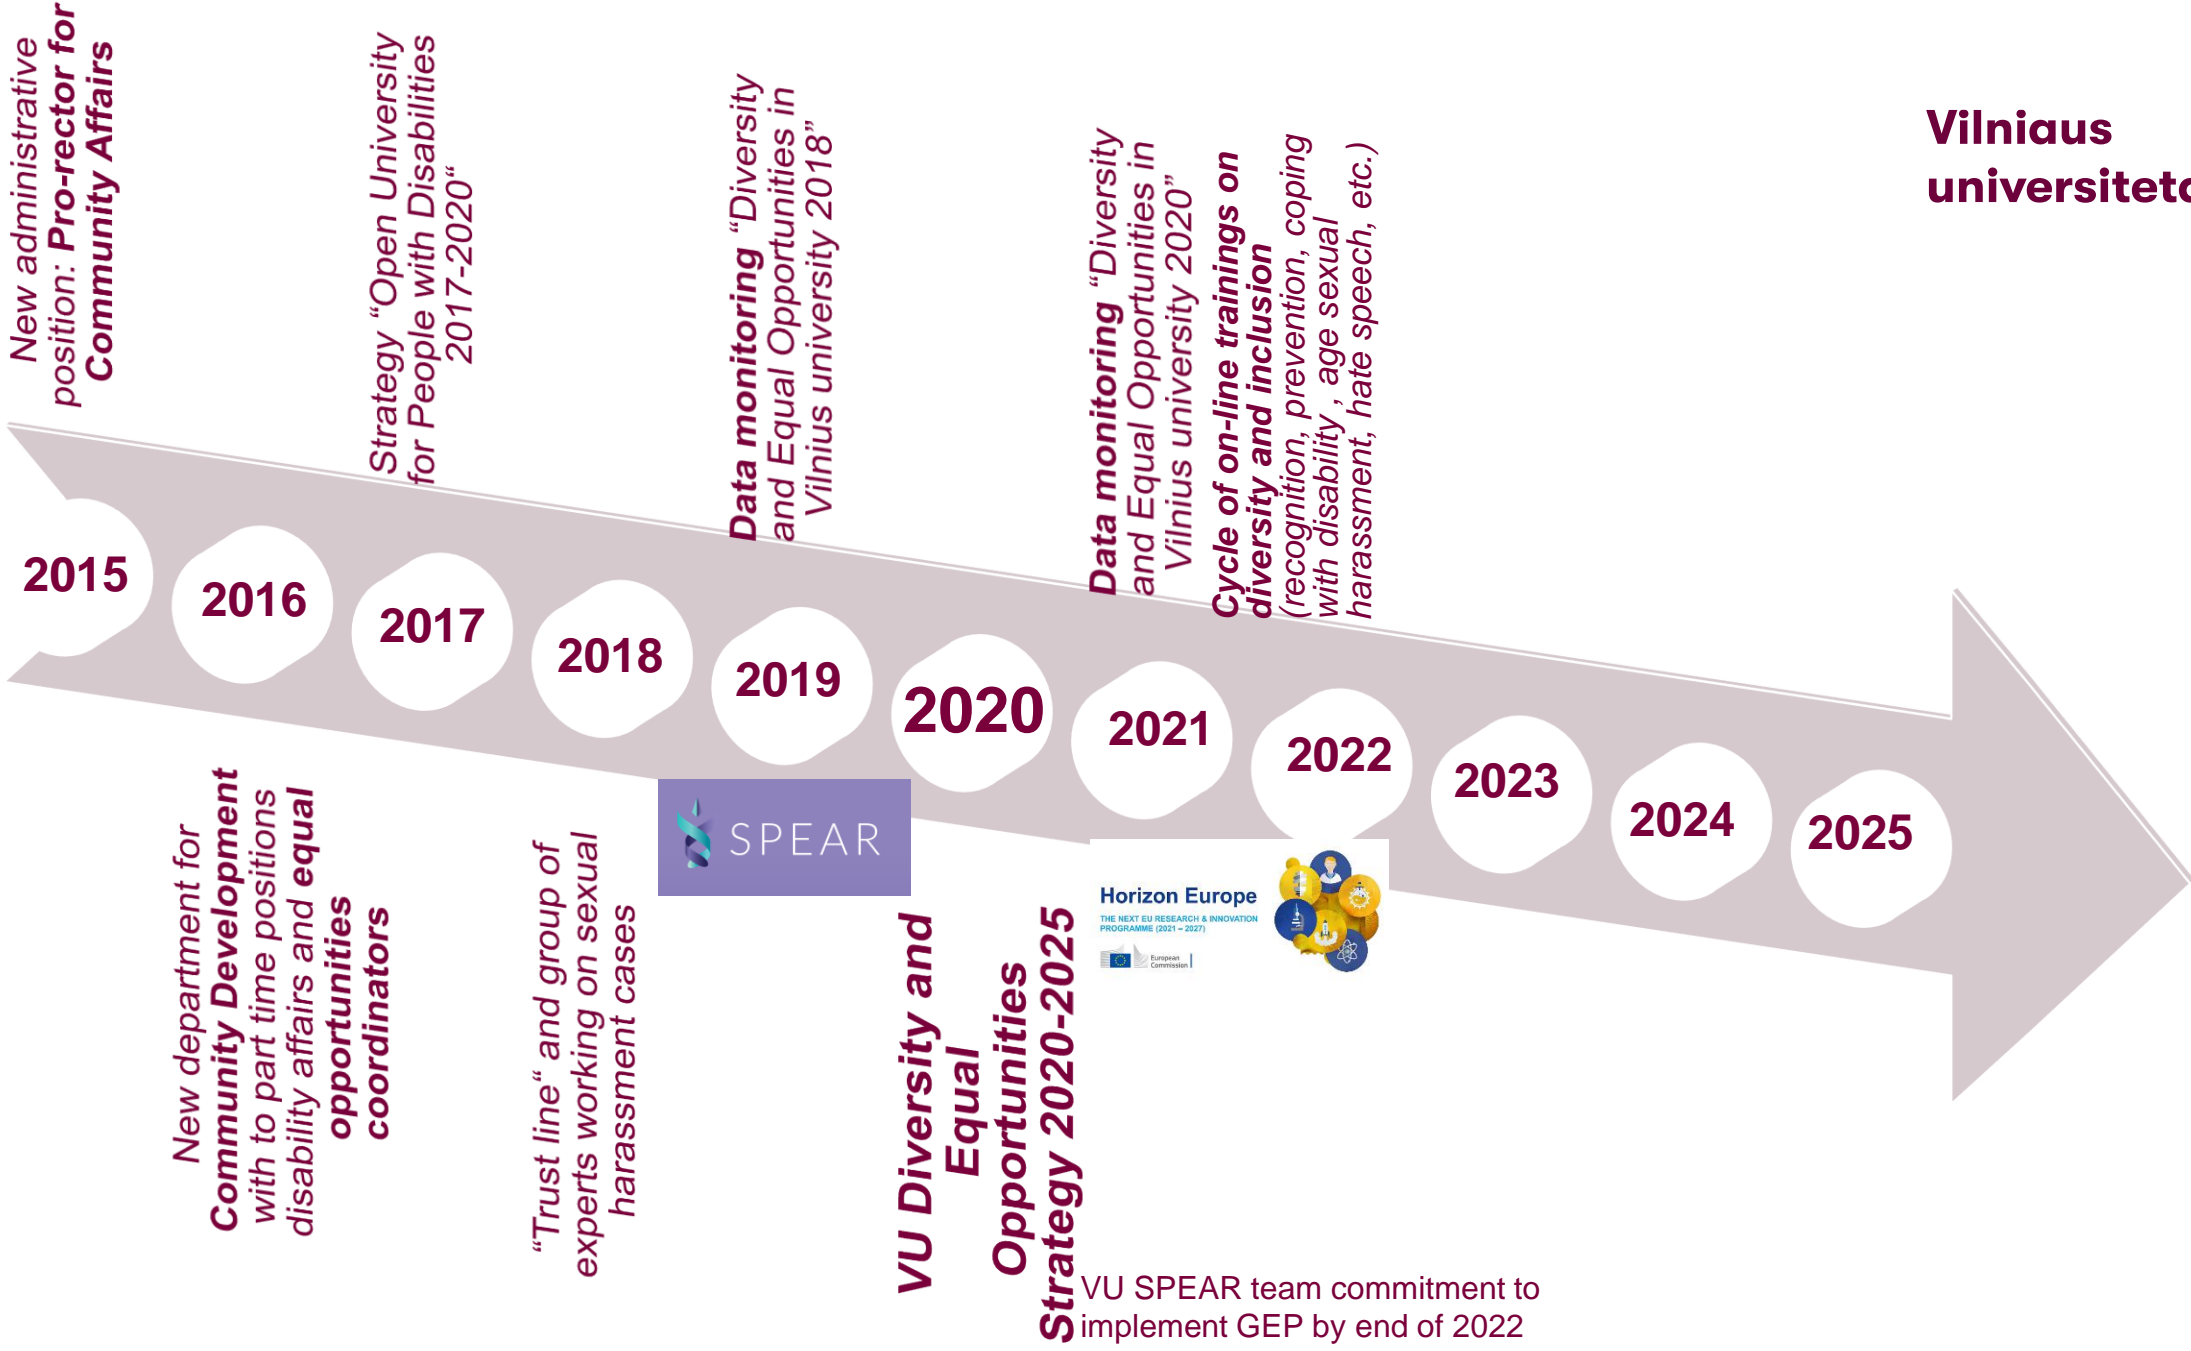 New administrative
position: Pro-rector for
Community Affairs
Strategy “Open University
for People with Disabilities
2017-2020“
Data monitoring “Diversity
and Equal Opportunities in
Vilnius university 2018”
Data monitoring “Diversity
and Equal Opportunities in
Vilnius university 2020”
Cycle of on-line trainings on
diversity and inclusion
(recognition, prevention, coping
with disability , age sexual
harassment, hate speech, etc.)
Vilniaus
universiteta
2015
2016
2017
2018
2019
2020
2021
2022
2023
2024
2025
New department for
Community Development
with to part time positions
disability affairs and equal
opportunities
coordinators
“Trust line“ and group of
experts working on sexual
harassment cases
SPEAR
VU Diversity and
Equal
Opportunities
Strategy 2020-2025
Horizon Europe
THE NEXT EU RESEARCH & INNOVATION
PROGRAMME (2021 – 2027)
European
Commission
VU SPEAR team commitment to
implement GEP by end of 2022